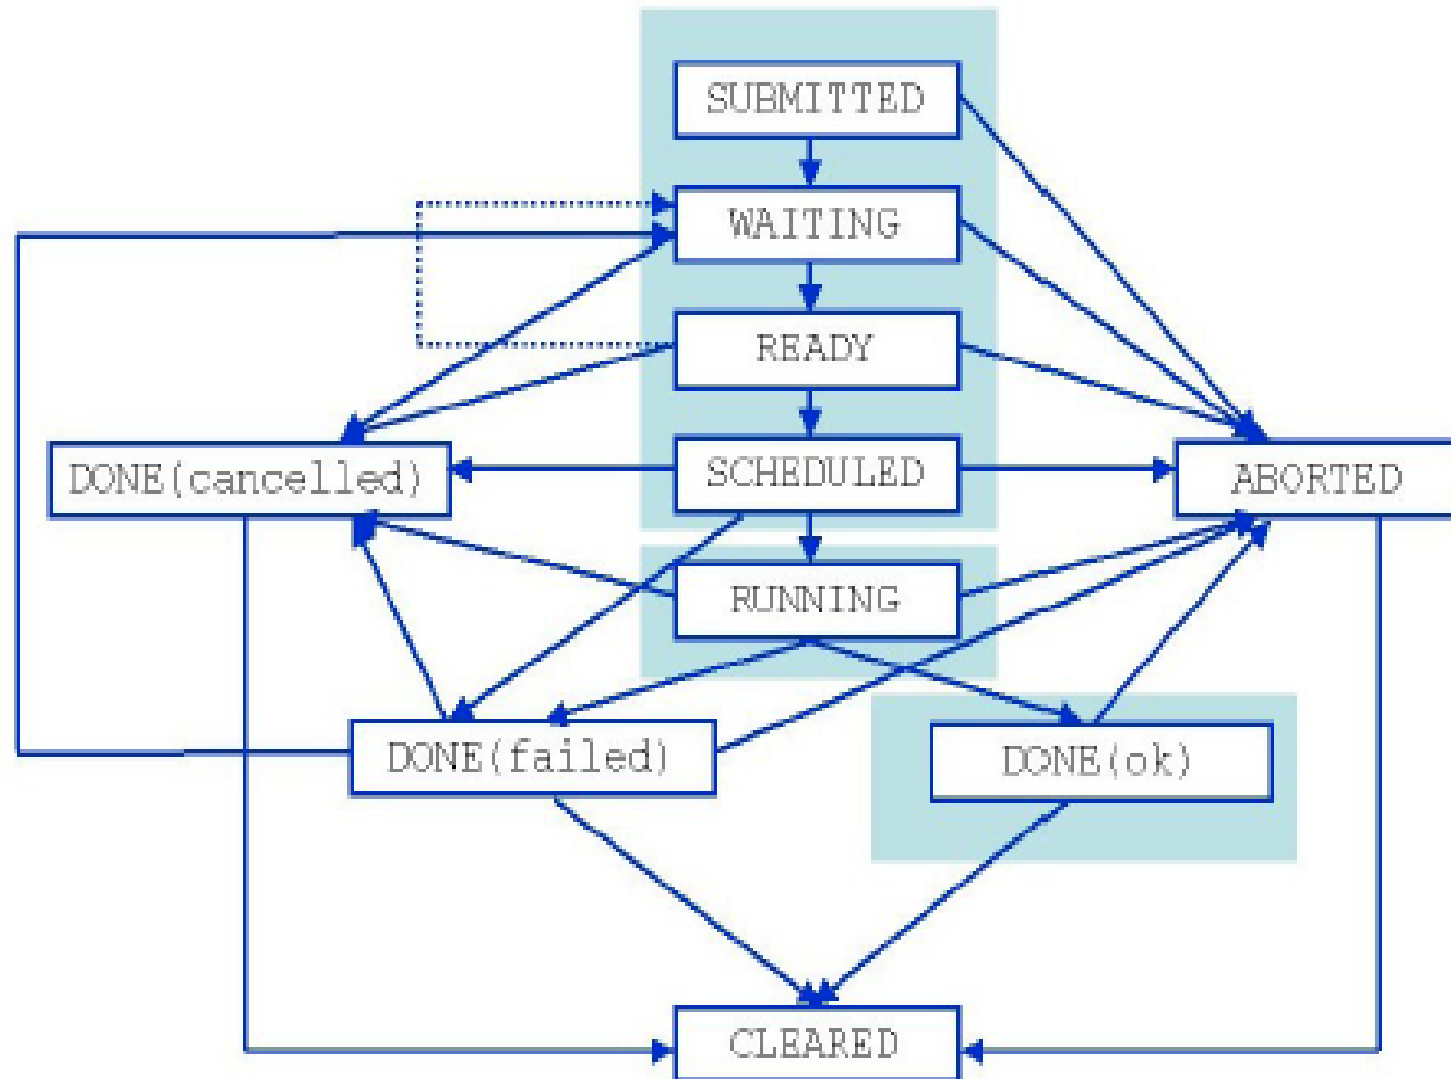 SUBMITTED
WAITING
READY
DONE(cancelled)
SCHEDULED
ABORTED
RUNNING
DONE(failed)
DONE(ok)
CLEARED